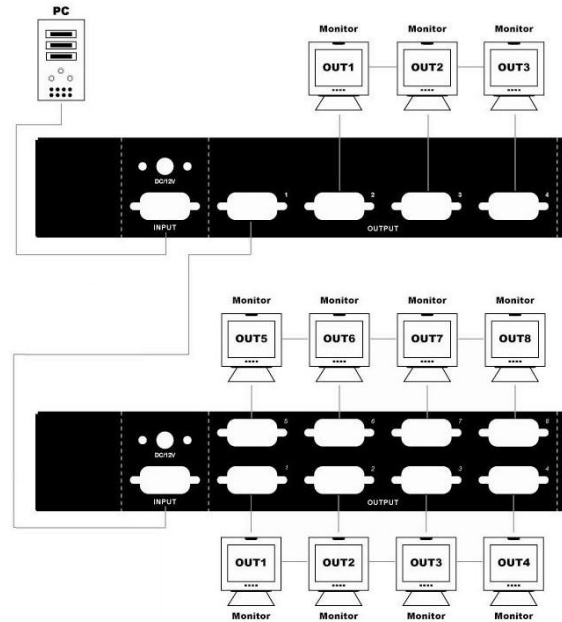 PC
Monitor Monitor Monitor
OUT1 OUT2 OUT3
DC/12V
1 2 3 4
INPUT OUTPUT
Monitor Monitor Monitor Monitor
OUT5 OUT6 OUT7 OUT8
5 6 7 8
DC/12V
1 2 3 4
INPUT OUTPUT
OUT1 OUT2 OUT3 OUT4
Monitor Monitor Monitor Monitor